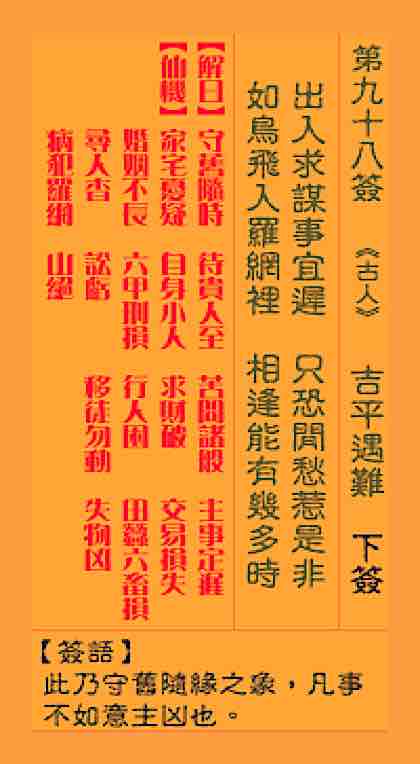 第九十八簽 《古人》 吉平遇難 下簽
出入求謀事宜遲 只恐閒愁惹是非
如鳥飛入羅網裡 相逢能有幾多時
【解曰】守舊隨時 待貴人至 苦問諸般 主事定遲
【仙機】家宅憂疑 自身小人 求財破 交易損失
婚姻不良 六甲刑損 行人困 田蠶六畜損
尋人杳 訟虧 移徙勿動 失物凶
病犯羅網 山絕
【簽語】
此乃守舊隨緣之象，凡事
不如意主凶也。